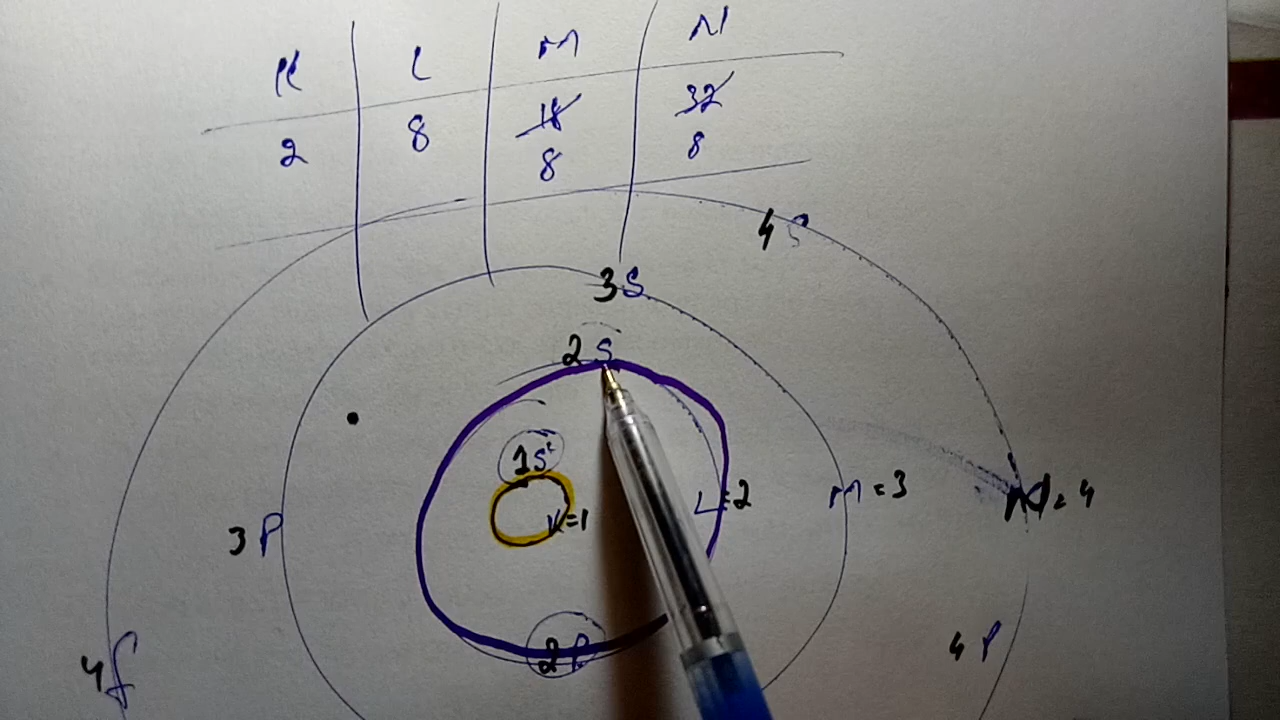 K L M N
2 8 18 32
8 8
4S
3S
2S
1S²
K=1 L=2 M=3 N=4
3P
2P 4P
4f